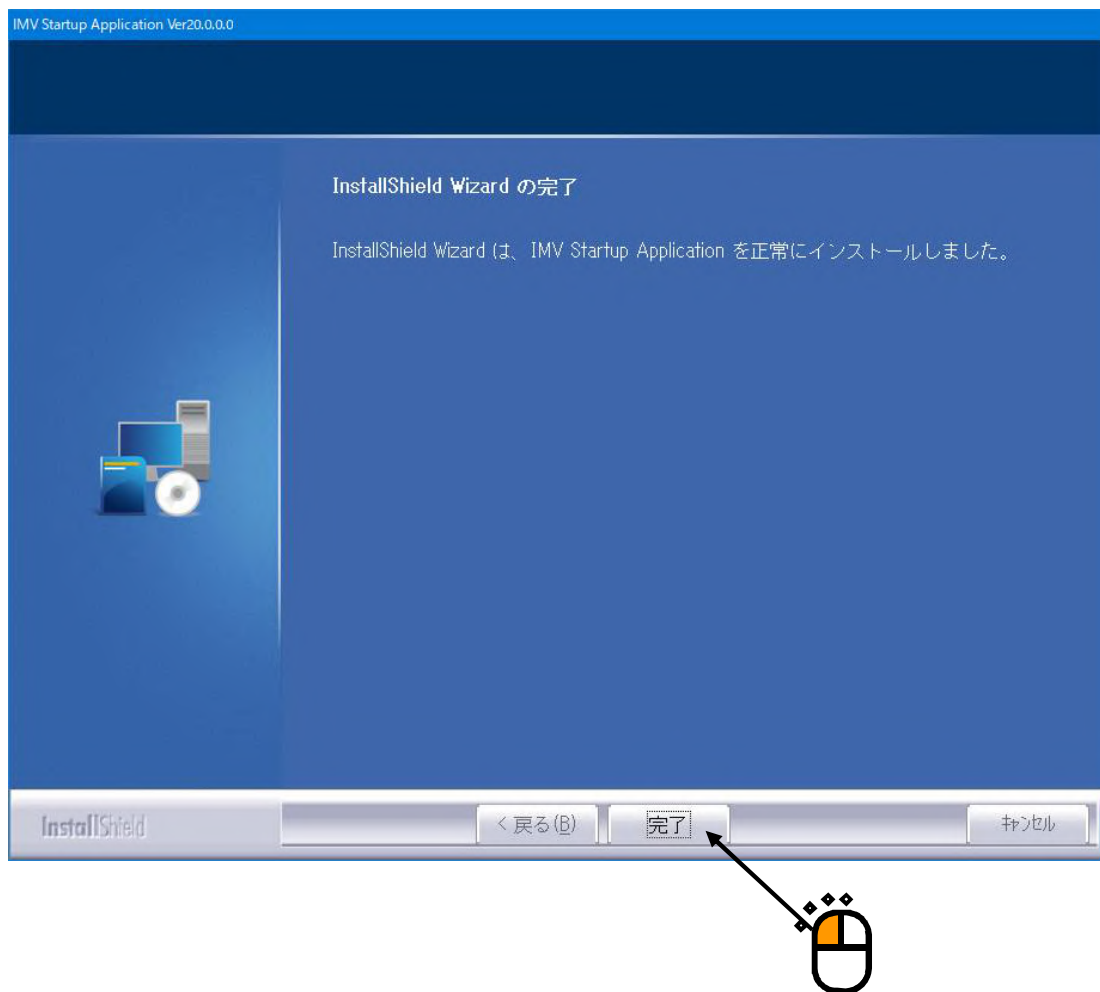 IMV Startup Application Ver20.0.0.0
InstallShield Wizard の完了
InstallShield Wizard は、 IMV Startup Application を正常にインストールしました。
InstallShield
< 戻る(B)
完了
ｷｬﾝｾﾙ